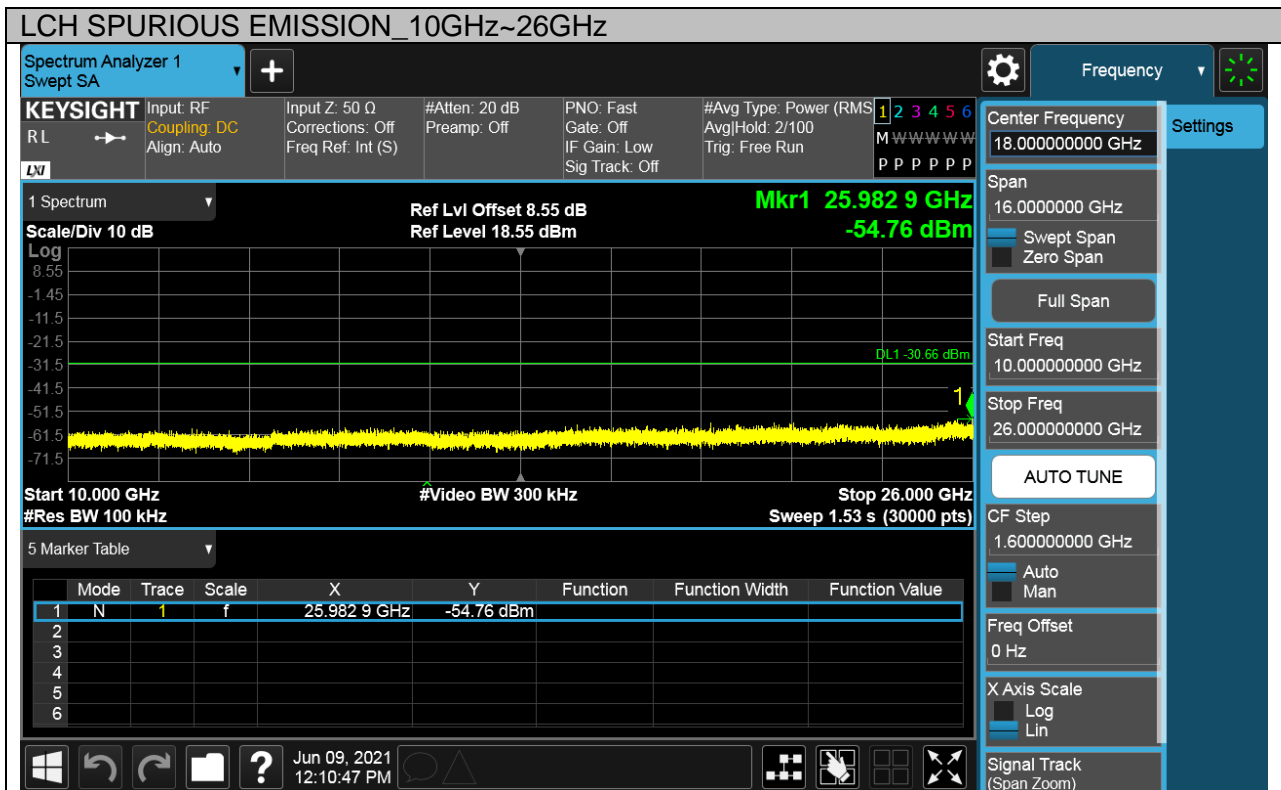 LCH SPURIOUS EMISSION_10GHz~26GHz
Spectrum Analyzer 1
Swept SA
+
Frequency
KEYSIGHT
RL
LXI
Input: RF
Coupling: DC
Align: Auto
Input Z: 50 Ω
Corrections: Off
Freq Ref: Int (S)
#Atten: 20 dB
Preamp: Off
PNO: Fast
Gate: Off
IF Gain: Low
Sig Track: Off
#Avg Type: Power (RMS
Avg|Hold: 2/100
Trig: Free Run
1 2 3 4 5 6
M W W W W W
P P P P P P
1 Spectrum
Scale/Div 10 dB
Ref Lvl Offset 8.55 dB
Ref Level 18.55 dBm
Mkr1 25.982 9 GHz
-54.76 dBm
Log
8.55
-1.45
-11.5
-21.5
-31.5
-41.5
-51.5
-61.5
-71.5
DL1 -30.66 dBm
1
Start 10.000 GHz
#Video BW 300 kHz
Stop 26.000 GHz
#Res BW 100 kHz
Sweep 1.53 s (30000 pts)
5 Marker Table
Mode Trace Scale X Y Function Function Width Function Value
1 N 1 f 25.982 9 GHz -54.76 dBm
2
3
4
5
6
?
Jun 09, 2021
12:10:47 PM
Center Frequency
18.000000000 GHz
Settings
Span
16.0000000 GHz
Swept Span
Zero Span
Full Span
Start Freq
10.000000000 GHz
Stop Freq
26.000000000 GHz
AUTO TUNE
CF Step
1.600000000 GHz
Auto
Man
Freq Offset
0 Hz
X Axis Scale
Log
Lin
Signal Track
(Span Zoom)